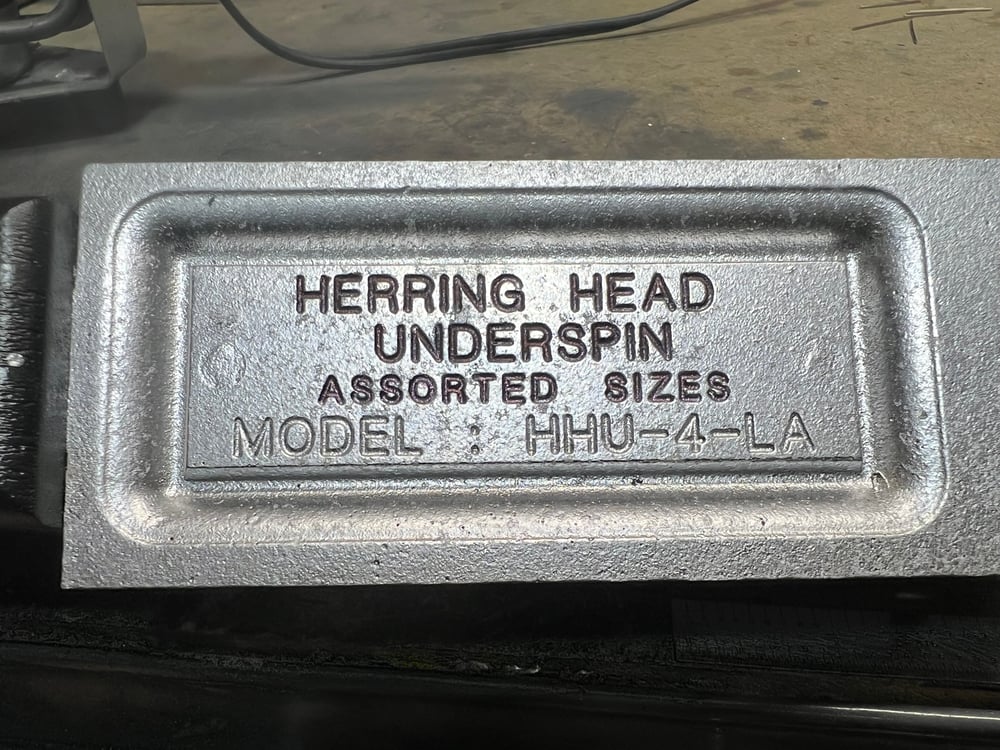 HERRING HEAD
UNDERSPIN
ASSORTED SIZES
MODEL : HHU-4-LA